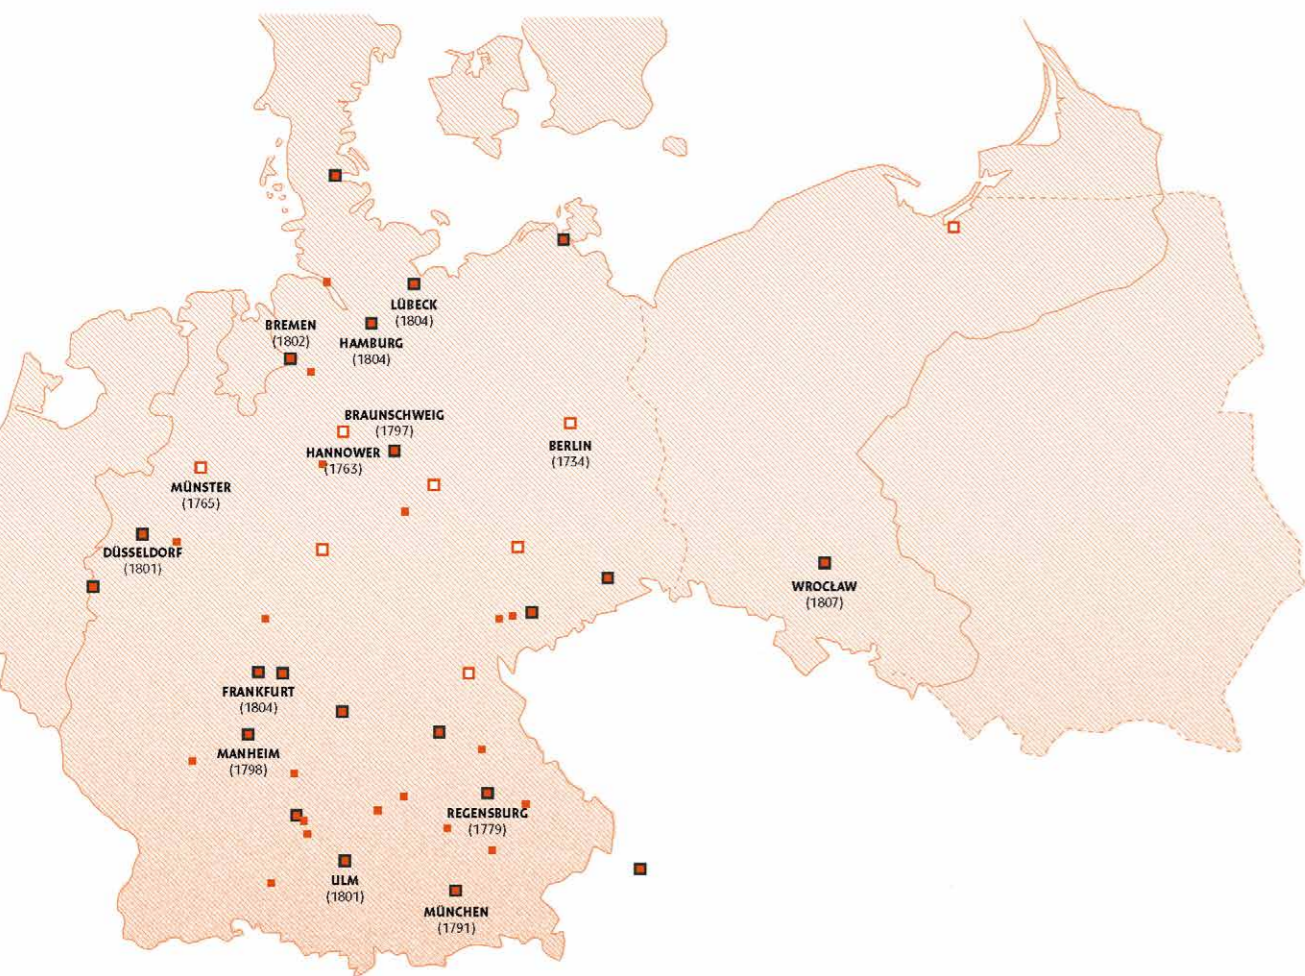 LÜBECK
(1804)
BREMEN
(1802)
HAMBURG
(1804)
BRAUNSCHWEIG
(1797)
HANNOWER
(1763)
BERLIN
(1734)
MÜNSTER
(1765)
DÜSSELDORF
(1801)
WROCŁAW
(1807)
FRANKFURT
(1804)
MANHEIM
(1798)
REGENSBURG
(1779)
ULM
(1801)
MÜNCHEN
(1791)